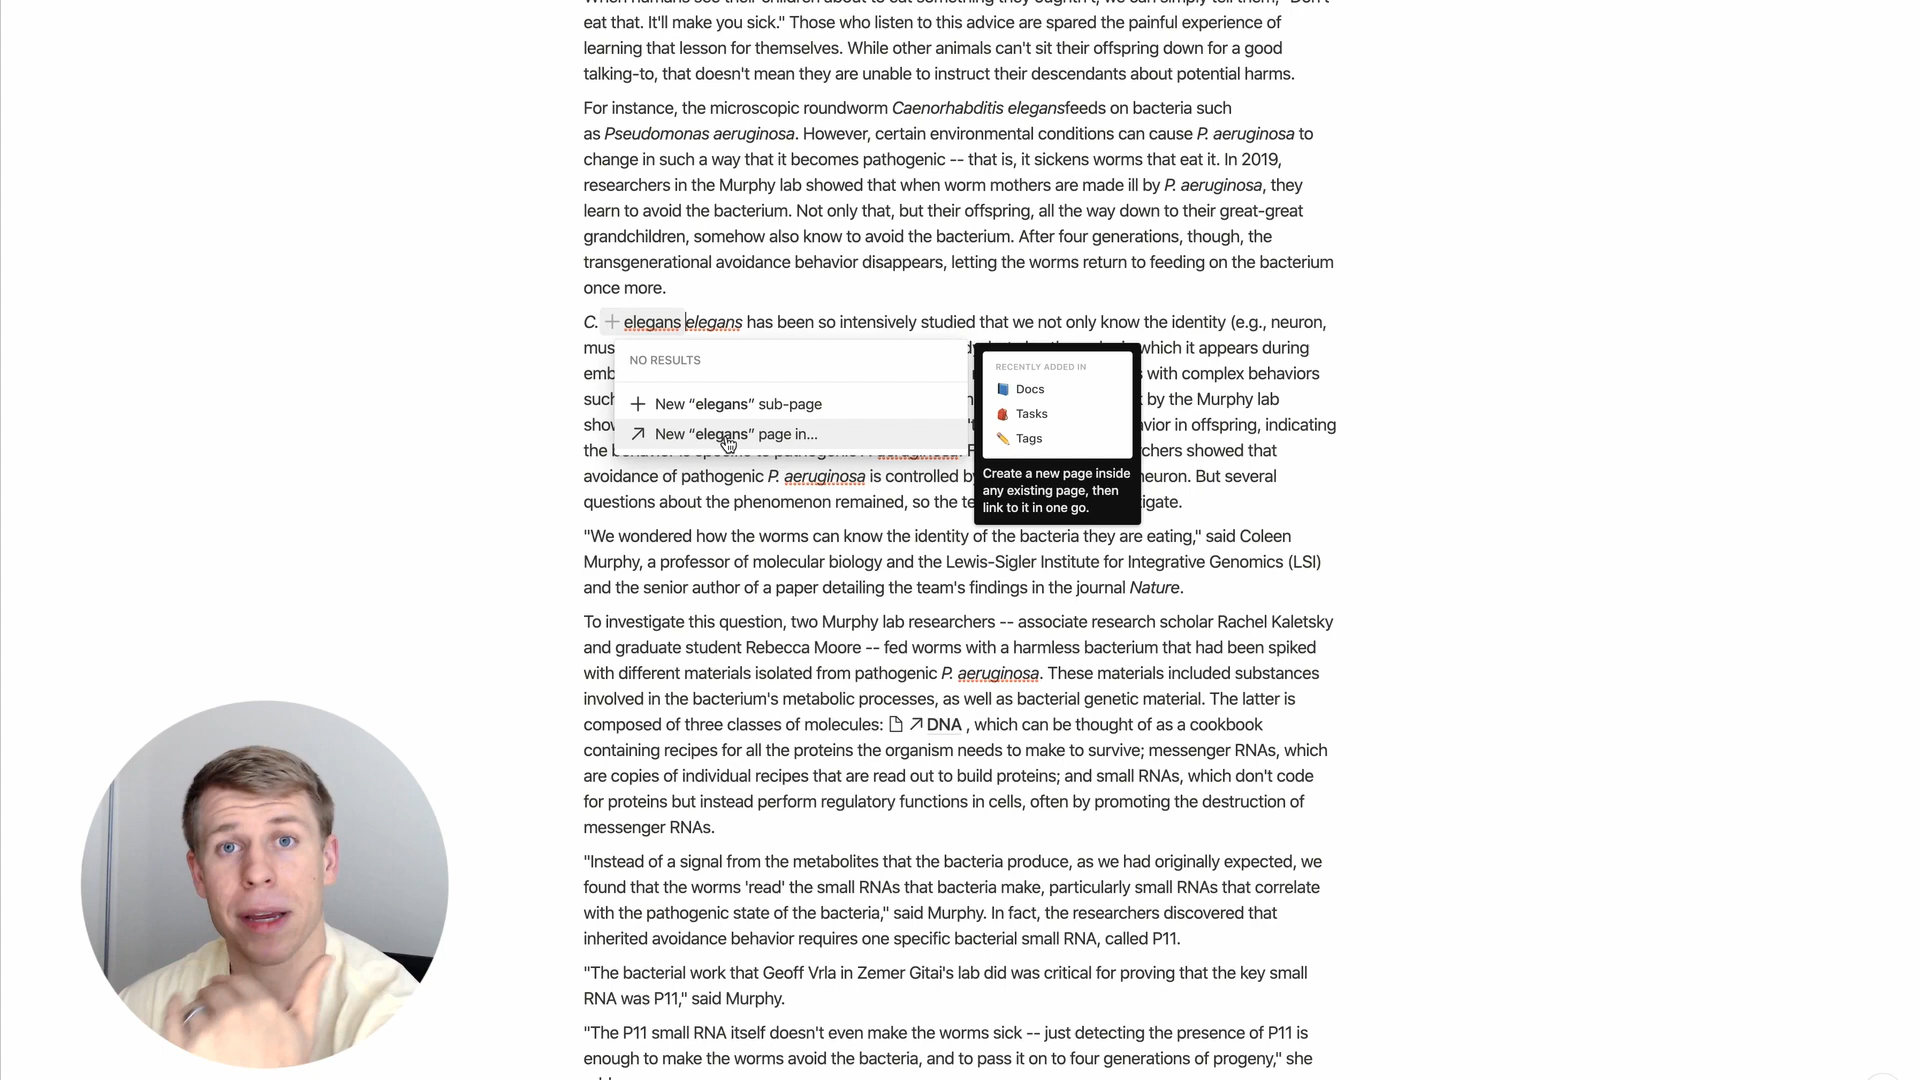 eat that. It'll make you sick." Those who listen to this advice are spared the painful experience of
learning that lesson for themselves. While other animals can't sit their offspring down for a good
talking-to, that doesn't mean they are unable to instruct their descendants about potential harms.
For instance, the microscopic roundworm Caenorhabditis elegansfeeds on bacteria such
as Pseudomonas aeruginosa. However, certain environmental conditions can cause P. aeruginosa to
change in such a way that it becomes pathogenic -- that is, it sickens worms that eat it. In 2019,
researchers in the Murphy lab showed that when worm mothers are made ill by P. aeruginosa, they
learn to avoid the bacterium. Not only that, but their offspring, all the way down to their great-great
grandchildren, somehow also know to avoid the bacterium. After four generations, though, the
transgenerational avoidance behavior disappears, letting the worms return to feeding on the bacterium
once more.
C. + elegans elegans has been so intensively studied that we not only know the identity (e.g., neuron,
which it appears during
with complex behaviors
by the Murphy lab
in offspring, indicating
showed that
NO RESULTS
New “elegans” sub-page
New “elegans” page in...
RECENTLY ADDED IN
Docs
Tasks
Tags
Create a new page inside
any existing page, then
link to it in one go.
avoidance of pathogenic P. aeruginosa is controlled by neuron. But several
questions about the phenomenon remained, so the
"We wondered how the worms can know the identity of the bacteria they are eating," said Coleen
Murphy, a professor of molecular biology and the Lewis-Sigler Institute for Integrative Genomics (LSI)
and the senior author of a paper detailing the team's findings in the journal Nature.
To investigate this question, two Murphy lab researchers -- associate research scholar Rachel Kaletsky
and graduate student Rebecca Moore -- fed worms with a harmless bacterium that had been spiked
with different materials isolated from pathogenic P. aeruginosa. These materials included substances
involved in the bacterium's metabolic processes, as well as bacterial genetic material. The latter is
composed of three classes of molecules: DNA , which can be thought of as a cookbook
containing recipes for all the proteins the organism needs to make to survive; messenger RNAs, which
are copies of individual recipes that are read out to build proteins; and small RNAs, which don't code
for proteins but instead perform regulatory functions in cells, often by promoting the destruction of
messenger RNAs.
"Instead of a signal from the metabolites that the bacteria produce, as we had originally expected, we
found that the worms 'read' the small RNAs that bacteria make, particularly small RNAs that correlate
with the pathogenic state of the bacteria," said Murphy. In fact, the researchers discovered that
inherited avoidance behavior requires one specific bacterial small RNA, called P11.
"The bacterial work that Geoff Vrla in Zemer Gitai's lab did was critical for proving that the key small
RNA was P11," said Murphy.
"The P11 small RNA itself doesn't even make the worms sick -- just detecting the presence of P11 is
enough to make the worms avoid the bacteria, and to pass it on to four generations of progeny," she